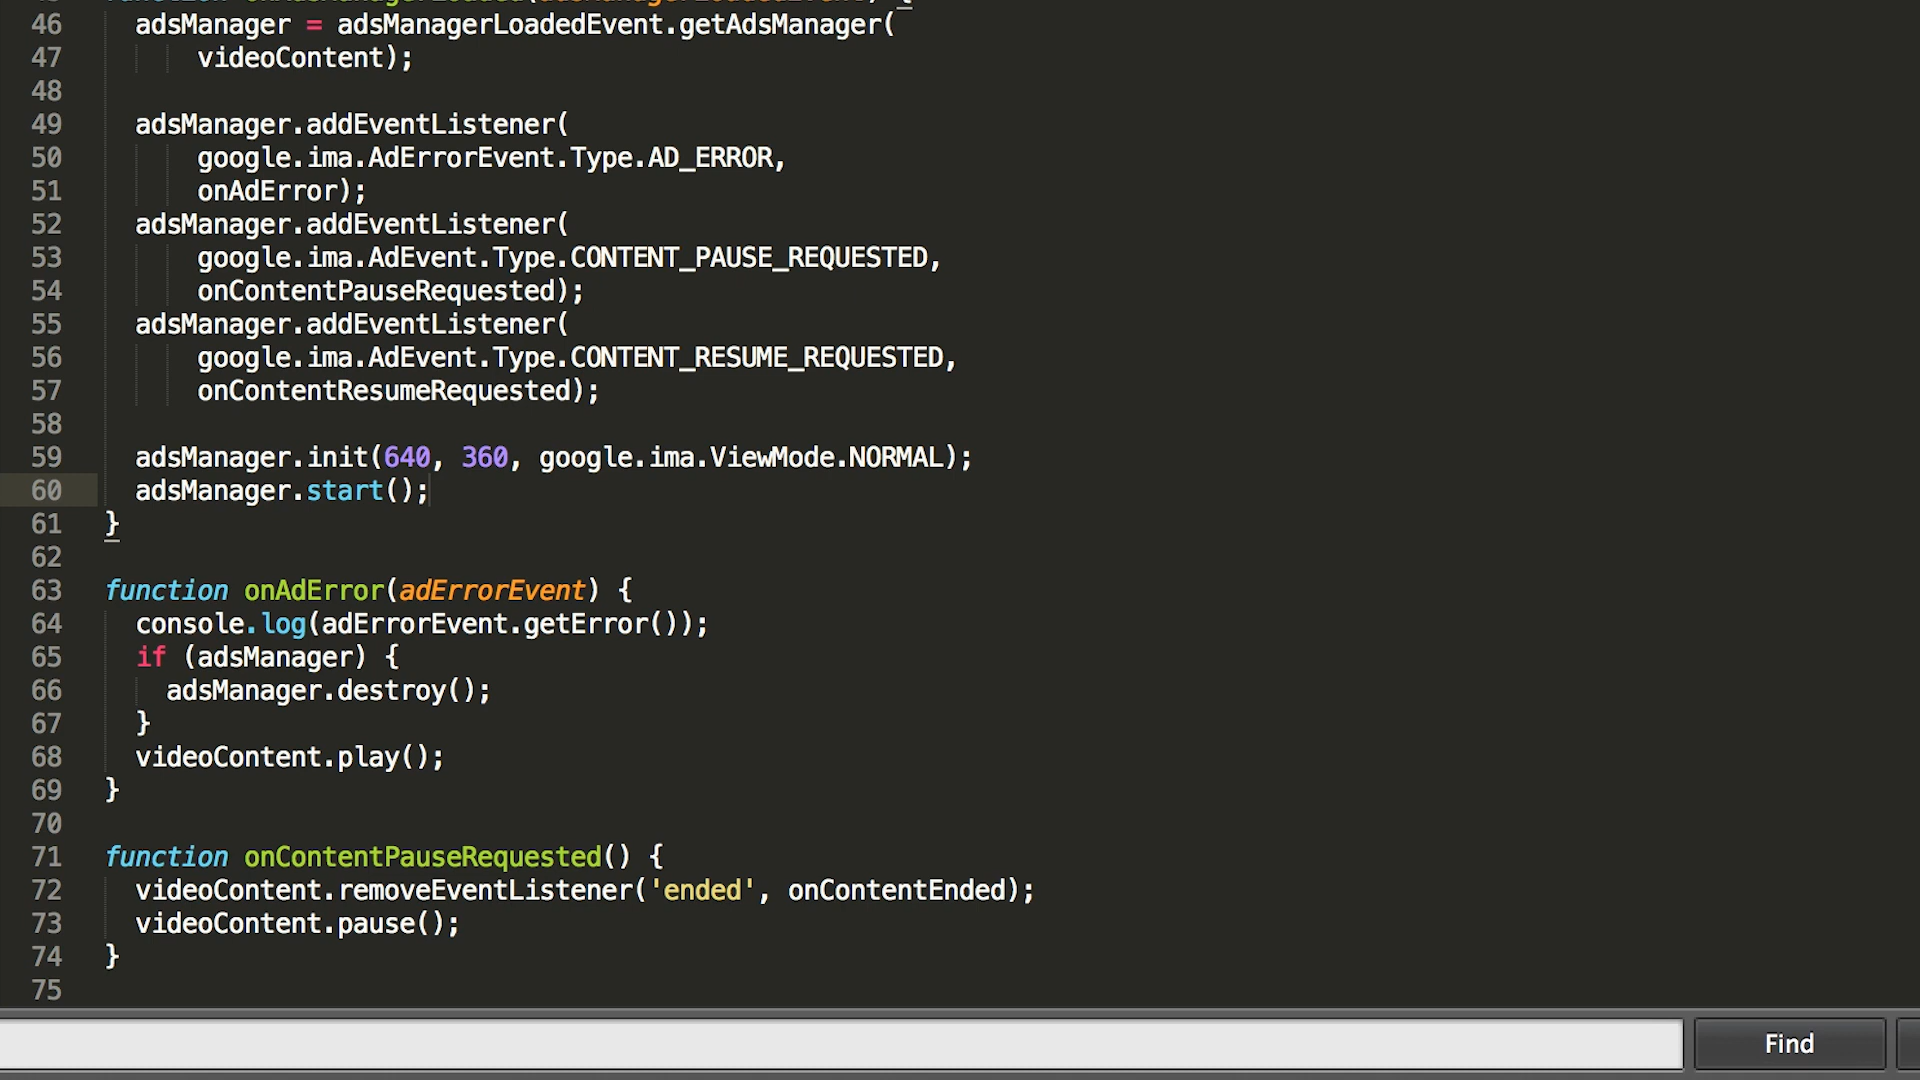 46 adsManager = adsManagerLoadedEvent.getAdsManager(
47 videoContent);
48
49 adsManager.addEventListener(
50 google.ima.AdErrorEvent.Type.AD_ERROR,
51 onAdError);
52 adsManager.addEventListener(
53 google.ima.AdEvent.Type.CONTENT_PAUSE_REQUESTED,
54 onContentPauseRequested);
55 adsManager.addEventListener(
56 google.ima.AdEvent.Type.CONTENT_RESUME_REQUESTED,
57 onContentResumeRequested);
58
59 adsManager.init(640, 360, google.ima.ViewMode.NORMAL);
60 adsManager.start();
61 }
62
63 function onAdError(adErrorEvent) {
64 console.log(adErrorEvent.getError());
65 if (adsManager) {
66 adsManager.destroy();
67 }
68 videoContent.play();
69 }
70
71 function onContentPauseRequested() {
72 videoContent.removeEventListener('ended', onContentEnded);
73 videoContent.pause();
74 }
75
Find